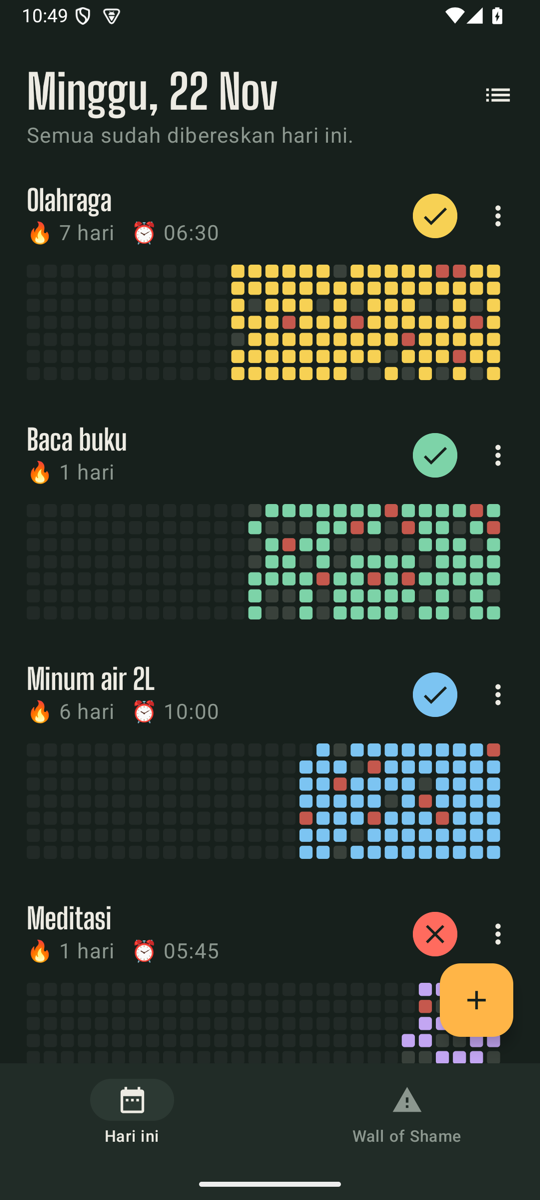 10:49
Minggu, 22 Nov
Semua sudah dibereskan hari ini.
Olahraga
🔥 7 hari ⏰ 06:30
Baca buku
🔥 1 hari
Minum air 2L
🔥 6 hari ⏰ 10:00
Meditasi
🔥 1 hari ⏰ 05:45
+
Hari ini
Wall of Shame